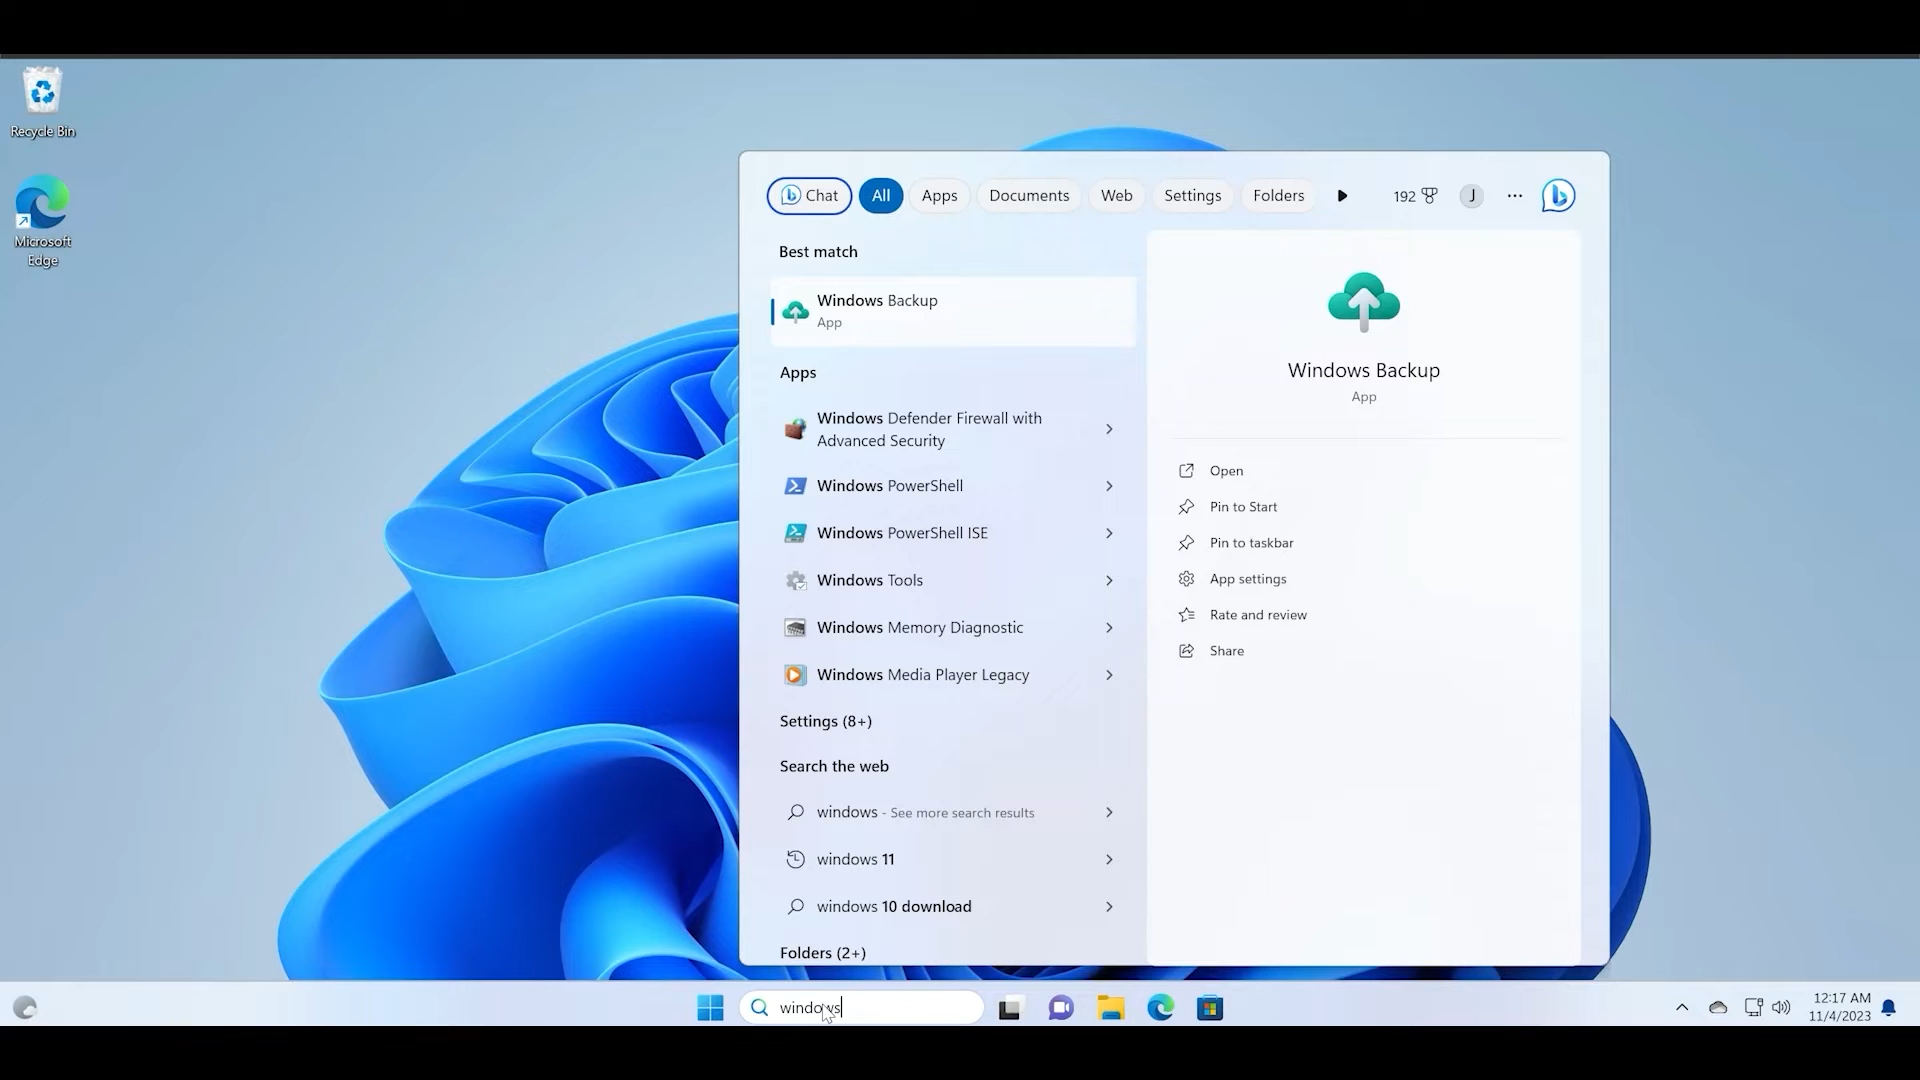 Recycle Bin
Microsoft
Edge
Chat
All
Apps
Documents
Web
Settings
Folders
192
J
Best match
Windows Backup
App
Apps
Windows Defender Firewall with
Advanced Security
Windows PowerShell
Windows PowerShell ISE
Windows Tools
Windows Memory Diagnostic
Windows Media Player Legacy
Settings (8+)
Search the web
windows - See more search results
windows 11
windows 10 download
Folders (2+)
Windows Backup
App
Open
Pin to Start
Pin to taskbar
App settings
Rate and review
Share
windows
12:17 AM
11/4/2023